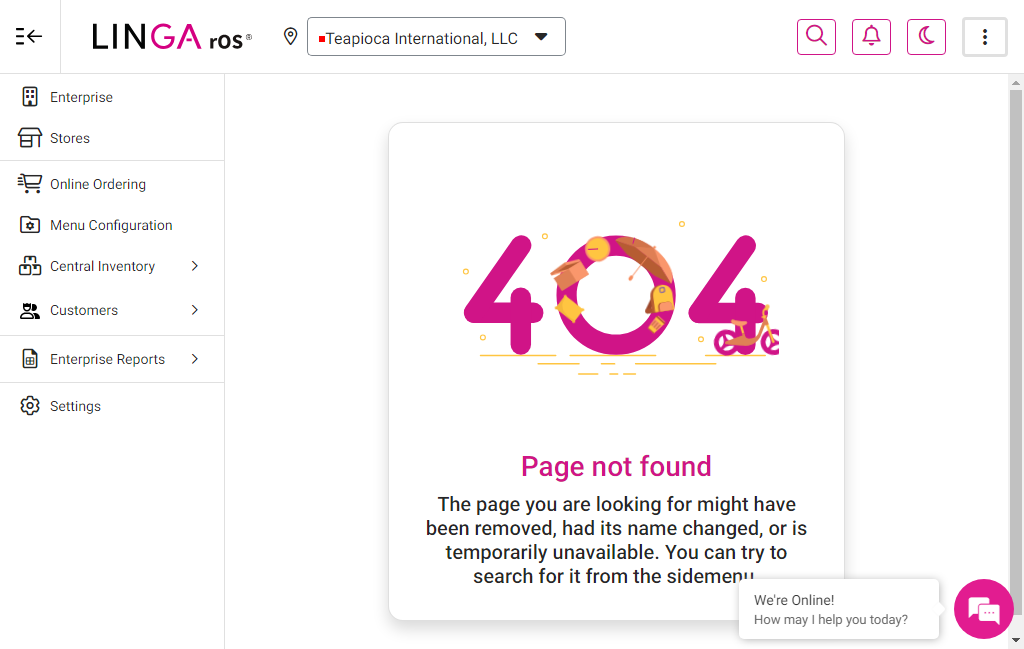 LINGA ros®
Teapioca International, LLC
Enterprise
Stores
Online Ordering
Menu Configuration
Central Inventory
Customers
Enterprise Reports
Settings
404
Page not found
The page you are looking for might have
been removed, had its name changed, or is
temporarily unavailable. You can try to
search for it from the sidemenu
We're Online!
How may I help you today?